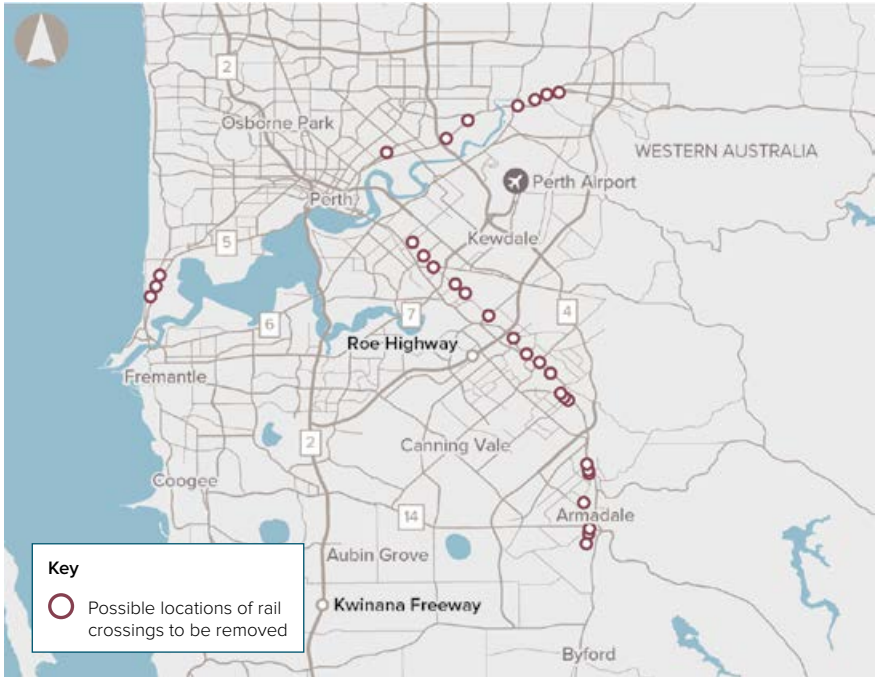 2
Osborne Park
WESTERN AUSTRALIA
Perth Airport
Perth
Kewdale
5
7
4
6
Roe Highway
Fremantle
2
Canning Vale
Coogee
14
Armadale
Aubin Grove
Key
Possible locations of rail
crossings to be removed
Kwinana Freeway
Byford